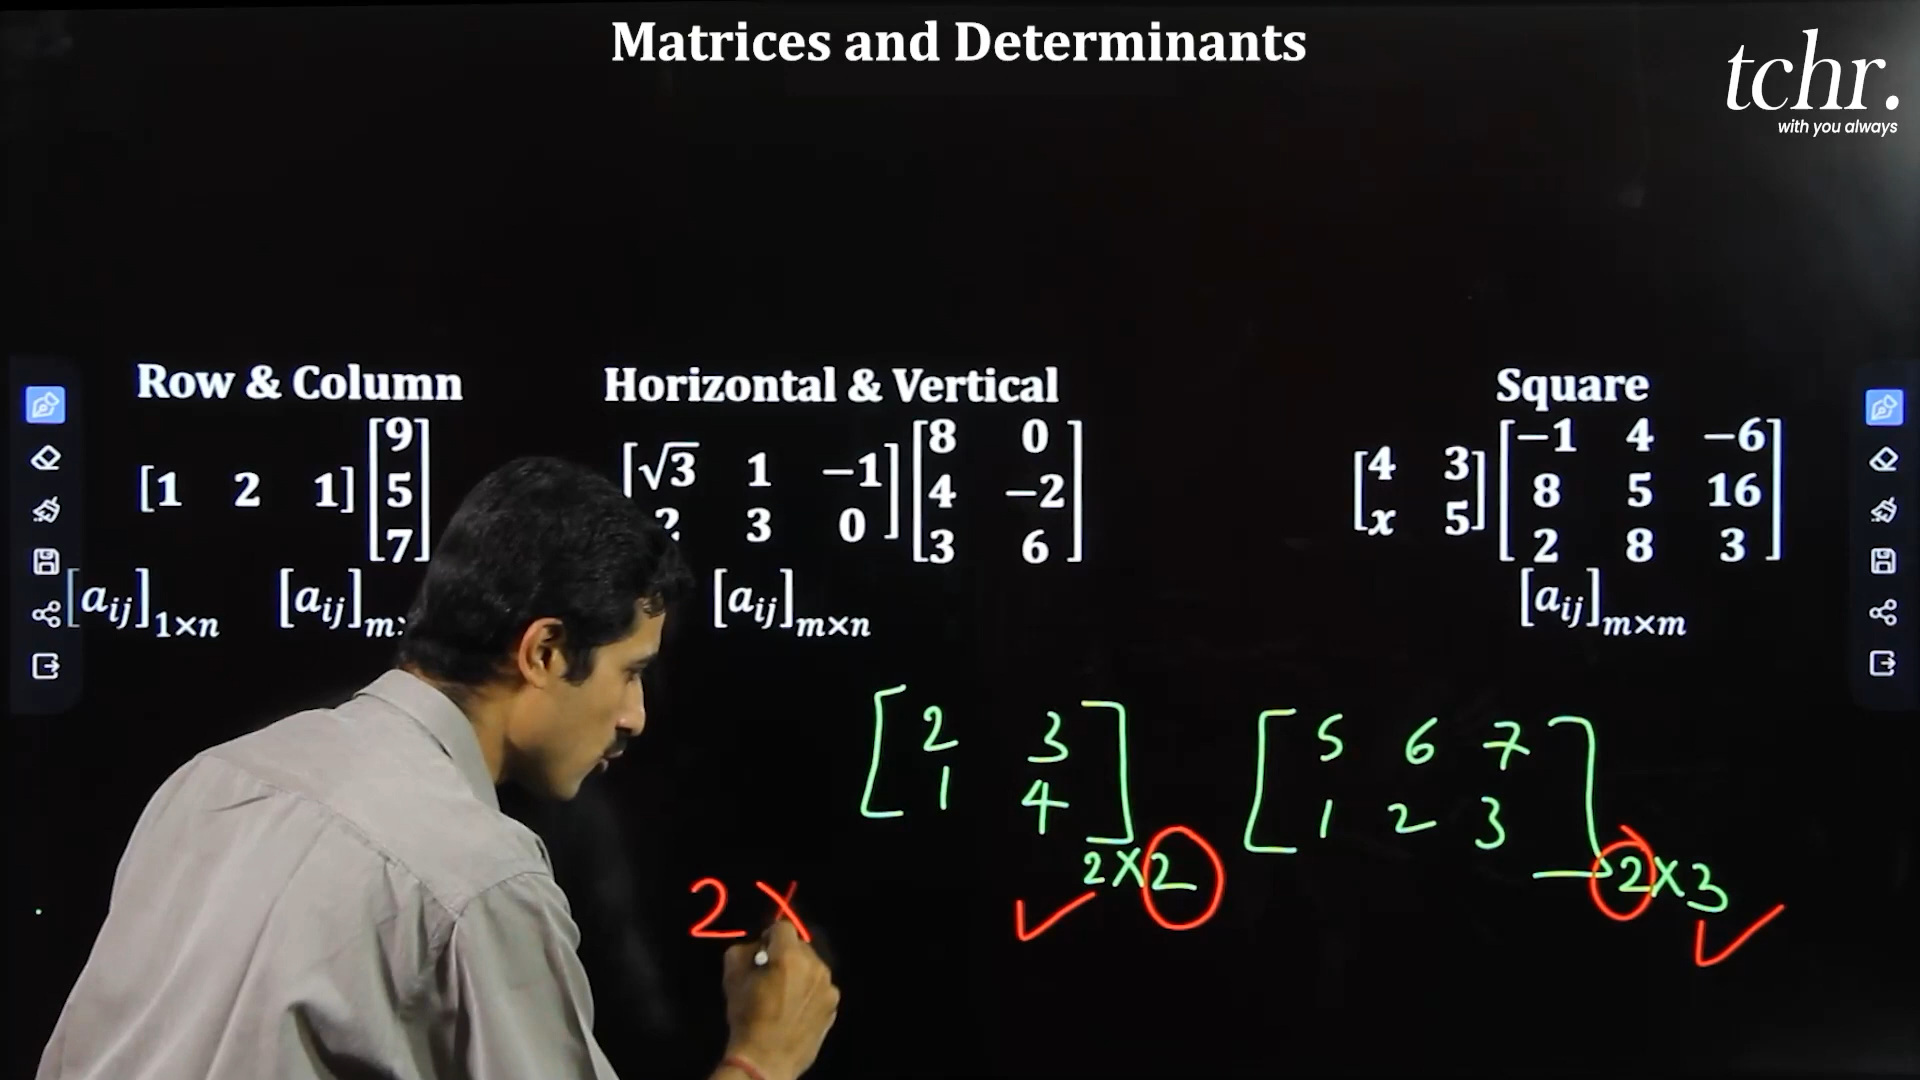 Matrices and Determinants
tchr.
with you always
Row & Column
[1 2 1] [9
5
7]
[aij]1×n [aij]m
Horizontal & Vertical
[√3 1 −1
2 3 0] [8 0
4 −2
3 6]
[aij]m×n
Square
[4 3
x 5] [−1 4 −6
8 5 16
2 8 3]
[aij]m×m
[2 3
1 4] 2×2
[5 6 7
1 2 3] 2×3
2×